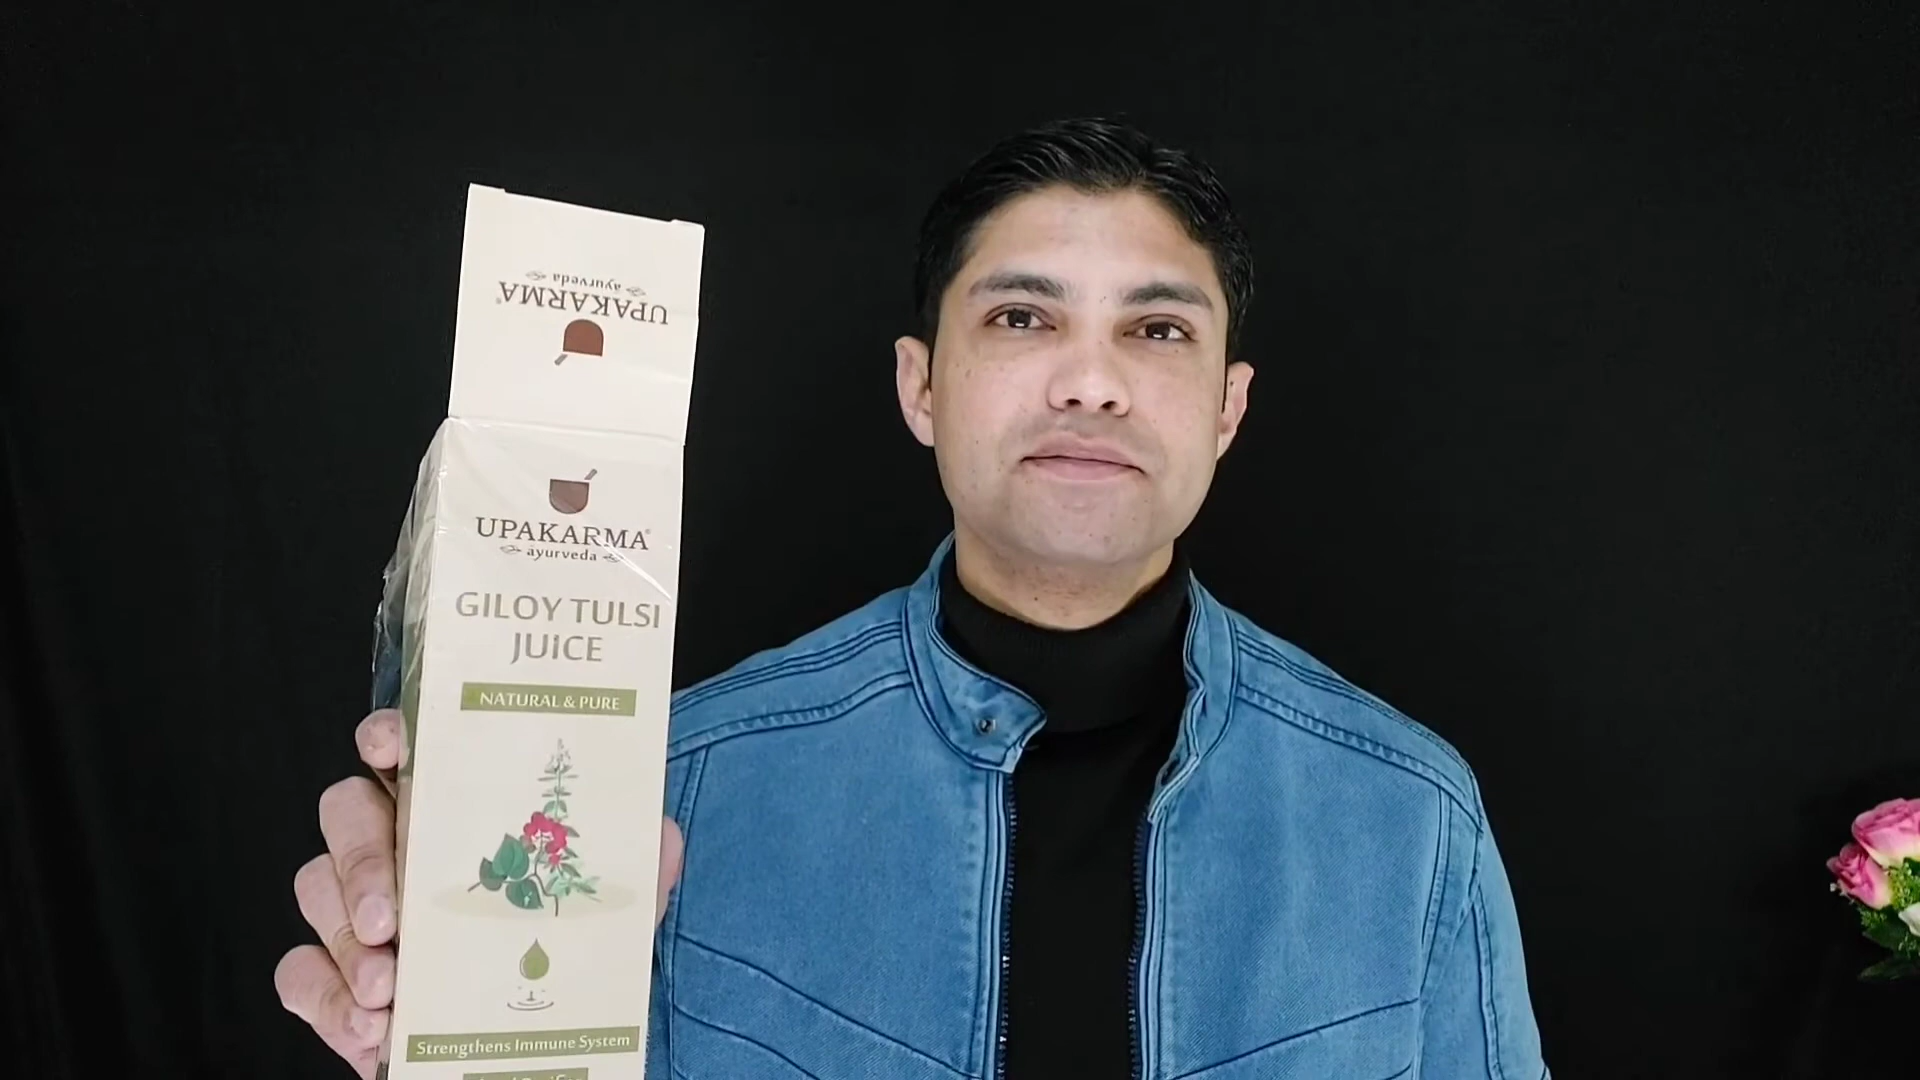 ayurveda
UPAKARMA
UPAKARMA®
ayurveda
GILOY TULSI
JUICE
NATURAL & PURE
Strengthens Immune System